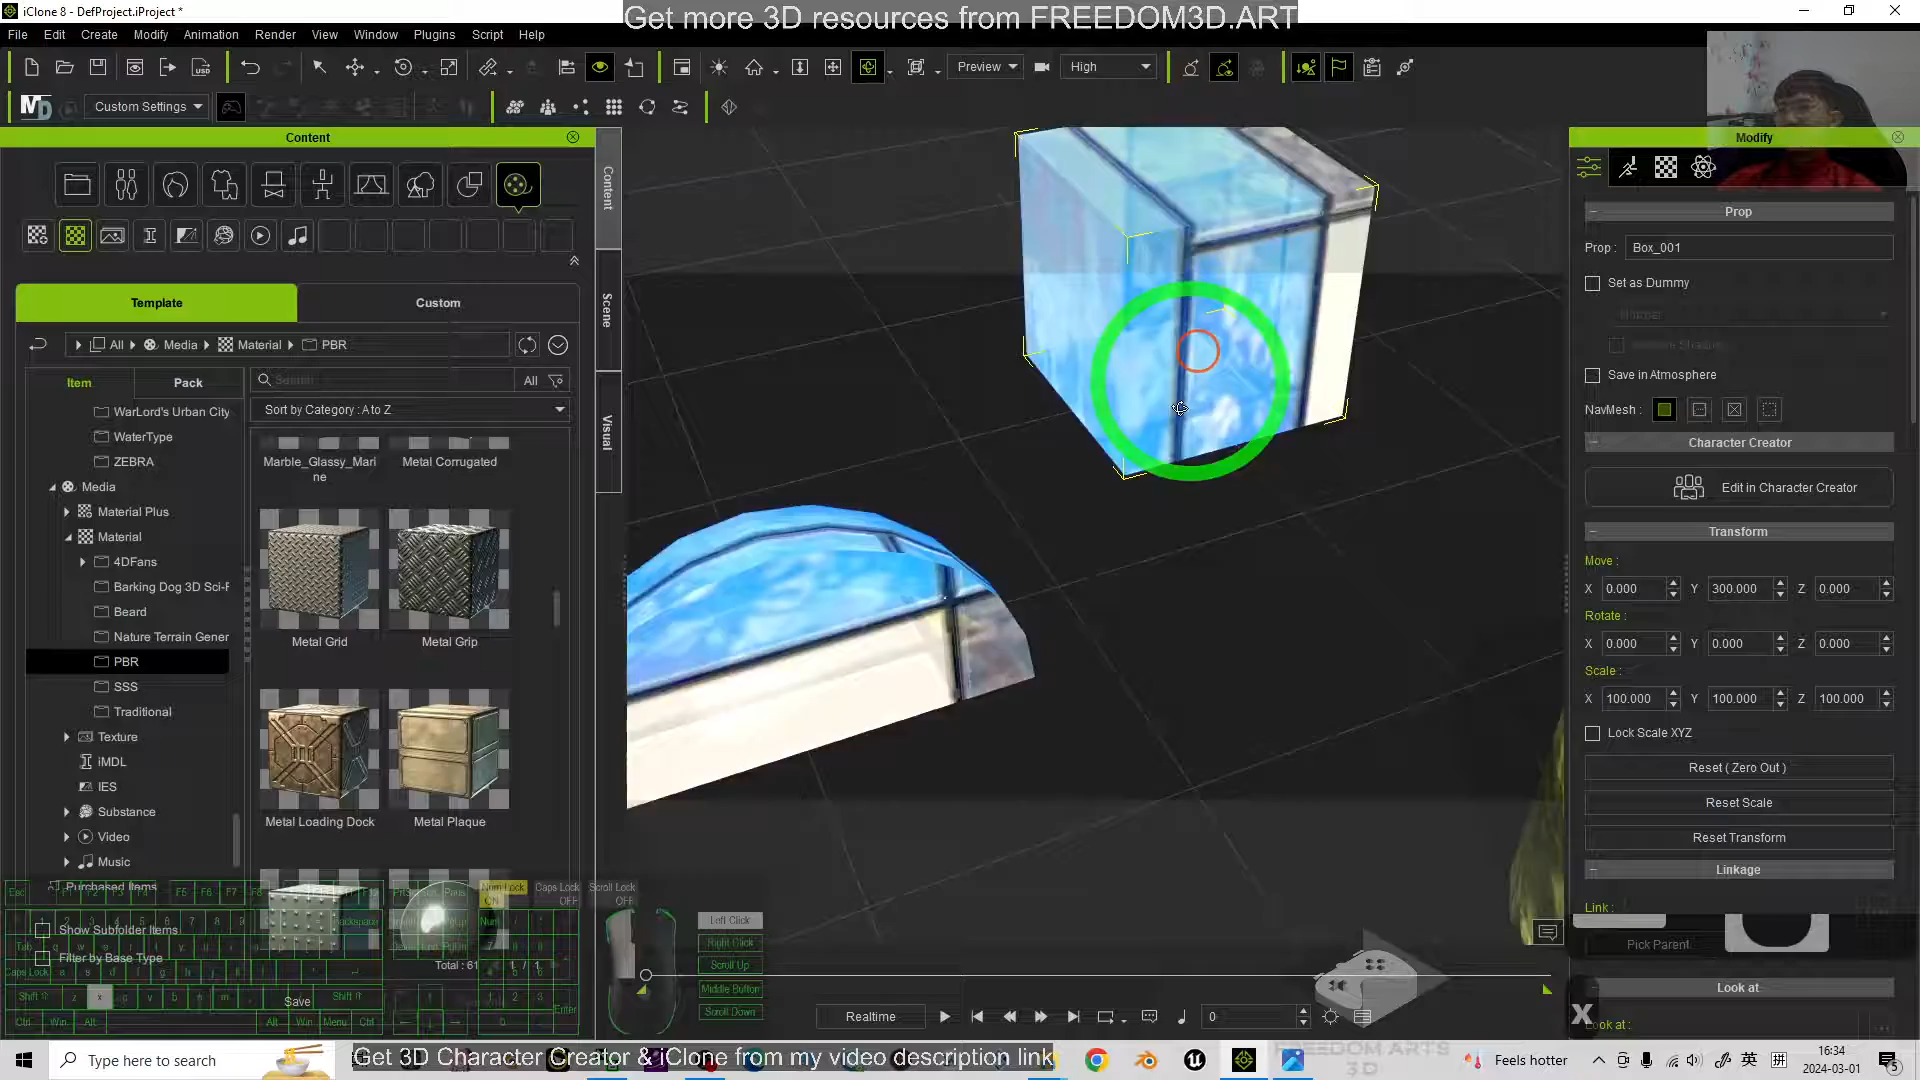 iClone 8 - DefProject.iProject *
Get more 3D resources from FREEDOM3D.ART
File Edit Create Modify Animation Render View Window Plugins Script Help
Preview
High
Custom Settings
Content
Modify
Content
Scene
Visual
Template
Custom
All
Media
Material
PBR
Item
Pack
Search
All
WarLord's Urban City
WaterType
ZEBRA
Media
Material Plus
Material
4DFans
Barking Dog 3D Sci-F
Beard
Nature Terrain Gener
PBR
SSS
Traditional
Texture
iMDL
IES
Substance
Video
Music
Purchased Items
Show Subfolder Items
Filter by Base Type
Sort by Category : A to Z
Marble_Glassy_Mari
ne
Metal Corrugated
Metal Grid
Metal Grip
Metal Loading Dock
Metal Plaque
Total : 61
1 / 1
Save
Num Lock
ON
Caps Lock
OFF
Scroll Lock
OFF
Left Click
Right Click
Scroll Up
Middle Button
Scroll Down
Realtime
0
Prop
Prop :
Box_001
Set as Dummy
Normal
Save in Atmosphere
NavMesh :
Character Creator
Edit in Character Creator
Transform
Move :
X 0.000 Y 300.000 Z 0.000
Rotate :
X 0.000 Y 0.000 Z 0.000
Scale :
X 100.000 Y 100.000 Z 100.000
Lock Scale XYZ
Reset ( Zero Out )
Reset Scale
Reset Transform
Linkage
Link :
Pick Parent
Look at
Look at :
X
FREEDOM ARTS
3D
Type here to search
Get 3D Character Creator & iClone from my video description link
Feels hotter
英
拼
16:34
2024-03-01
5